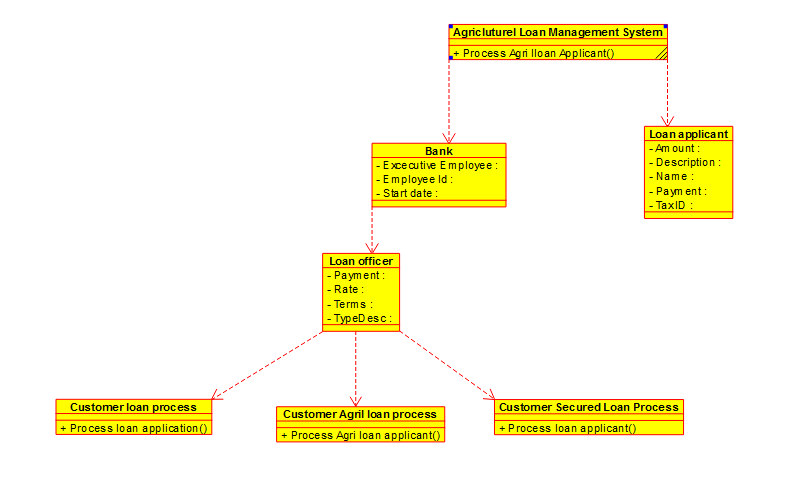 Agricluturel Loan Management System
+ Process Agri lloan Applicant()
Loan applicant
- Amount :
- Description :
- Name :
- Payment :
- TaxID :
Bank
- Excecutive Employee :
- Employee Id :
- Start date :
Loan officer
- Payment :
- Rate :
- Terms :
- TypeDesc :
Customer loan process
+ Process loan application()
Customer Agril loan process
+ Process Agri loan applicant()
Customer Secured Loan Process
+ Process loan applicant()